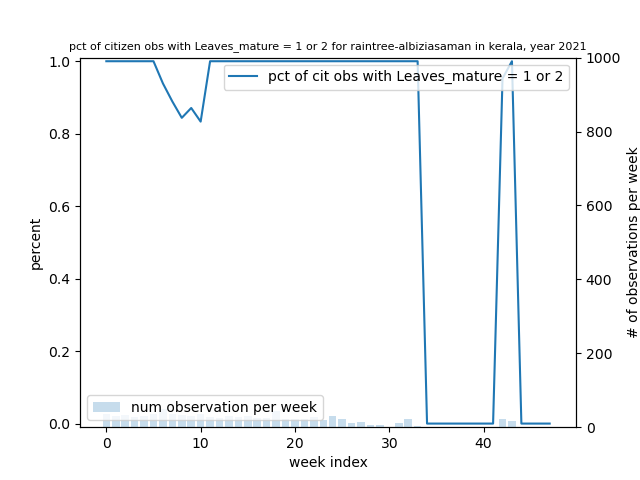 pct of citizen obs with Leaves_mature = 1 or 2 for raintree-albiziasaman in kerala, year 2021
1.0
0.8
0.6
0.4
0.2
0.0
percent
pct of cit obs with Leaves_mature = 1 or 2
num observation per week
0
10
20
30
40
week index
1000
800
600
400
200
0
# of observations per week